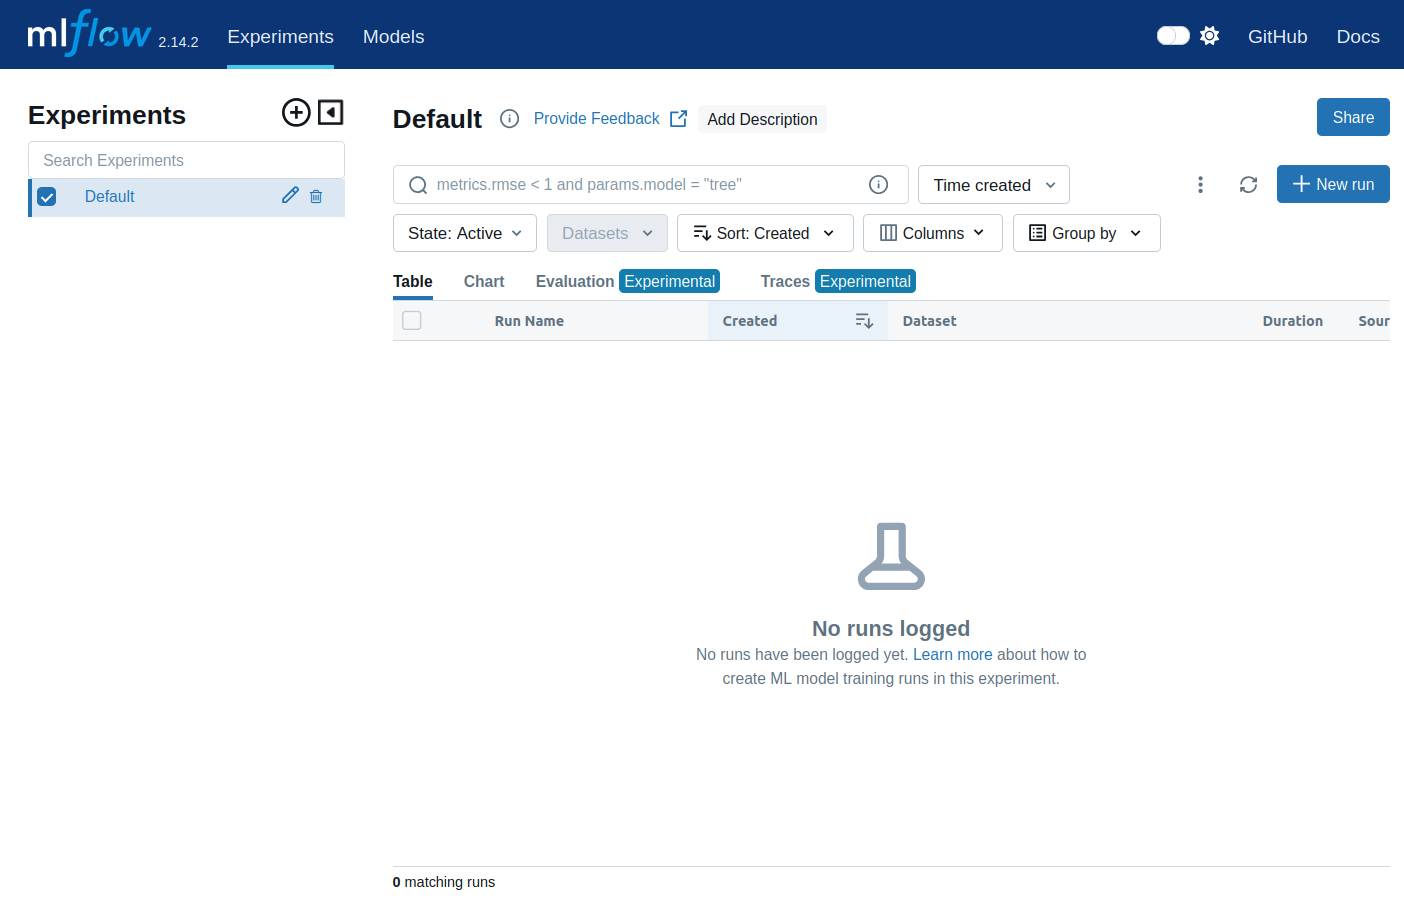 mlflow 2.14.2 Experiments Models GitHub Docs
Experiments
Search Experiments
Default
Default Provide Feedback Add Description Share
metrics.rmse < 1 and params.model = "tree" Time created New run
State: Active Datasets Sort: Created Columns Group by
Table Chart Evaluation Experimental Traces Experimental
Run Name Created Dataset Duration Sour
No runs logged
No runs have been logged yet. Learn more about how to
create ML model training runs in this experiment.
0 matching runs